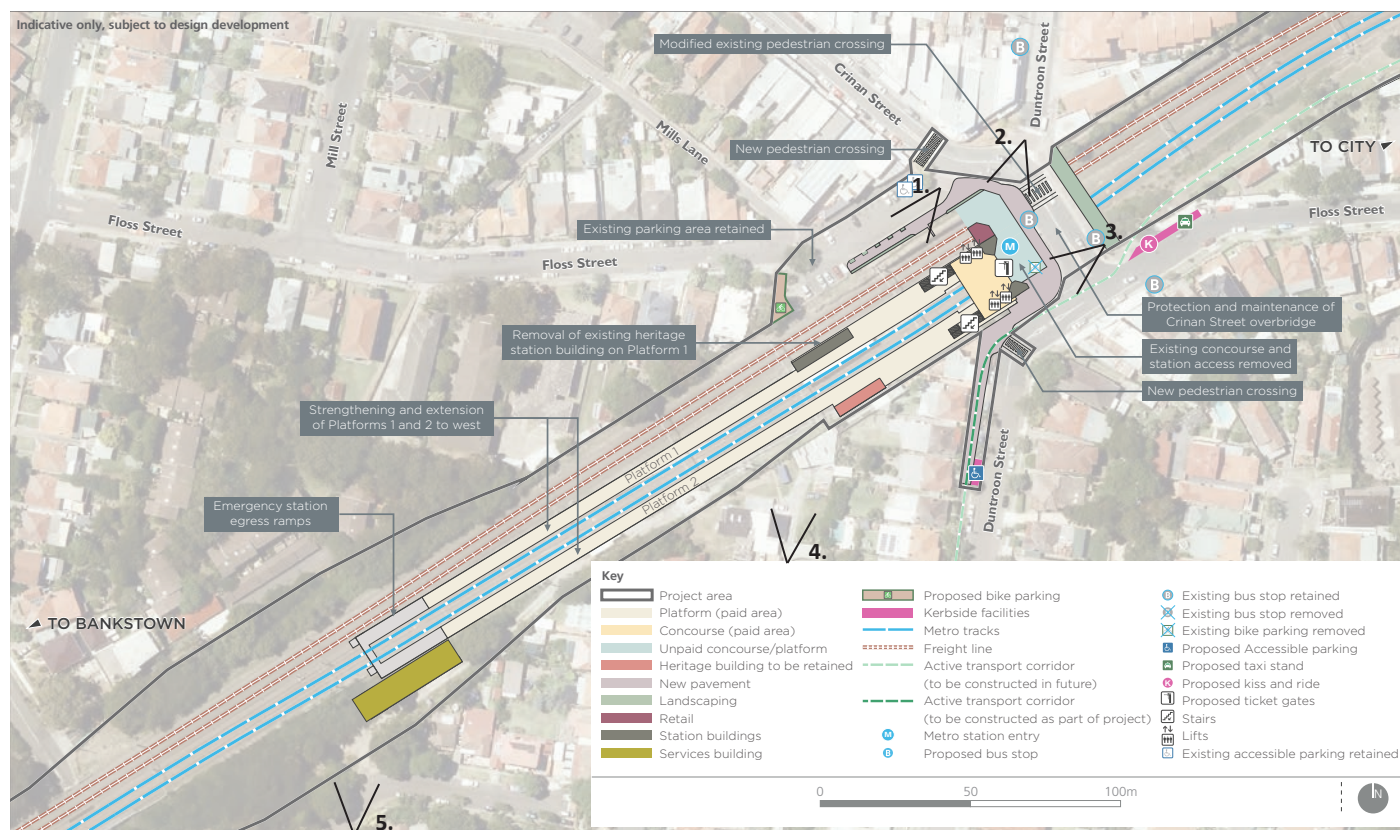 Indicative only, subject to design development
Modified existing pedestrian crossing
B
Duntroon Street
Crinan Street
Mill Street
Mills Lane
New pedestrian crossing
2.
TO CITY
1.
Floss Street
Existing parking area retained
B
M
B
3.
K
Floss Street
Floss Street
B
Protection and maintenance of
Crinan Street overbridge
Removal of existing heritage
station building on Platform 1
Existing concourse and
station access removed
New pedestrian crossing
Strengthening and extension
of Platforms 1 and 2 to west
Platform 1
Platform 2
Duntroon Street
Emergency station
egress ramps
4.
TO BANKSTOWN
5.
Key
Project area
Platform (paid area)
Concourse (paid area)
Unpaid concourse/platform
Heritage building to be retained
New pavement
Landscaping
Retail
Station buildings
Services building
Proposed bike parking
Kerbside facilities
Metro tracks
Freight line
Active transport corridor
(to be constructed in future)
Active transport corridor
(to be constructed as part of project)
M Metro station entry
B Proposed bus stop
B Existing bus stop retained
Existing bus stop removed
Existing bike parking removed
Proposed Accessible parking
Proposed taxi stand
K Proposed kiss and ride
Proposed ticket gates
Stairs
Lifts
Existing accessible parking retained
0 50 100m
N